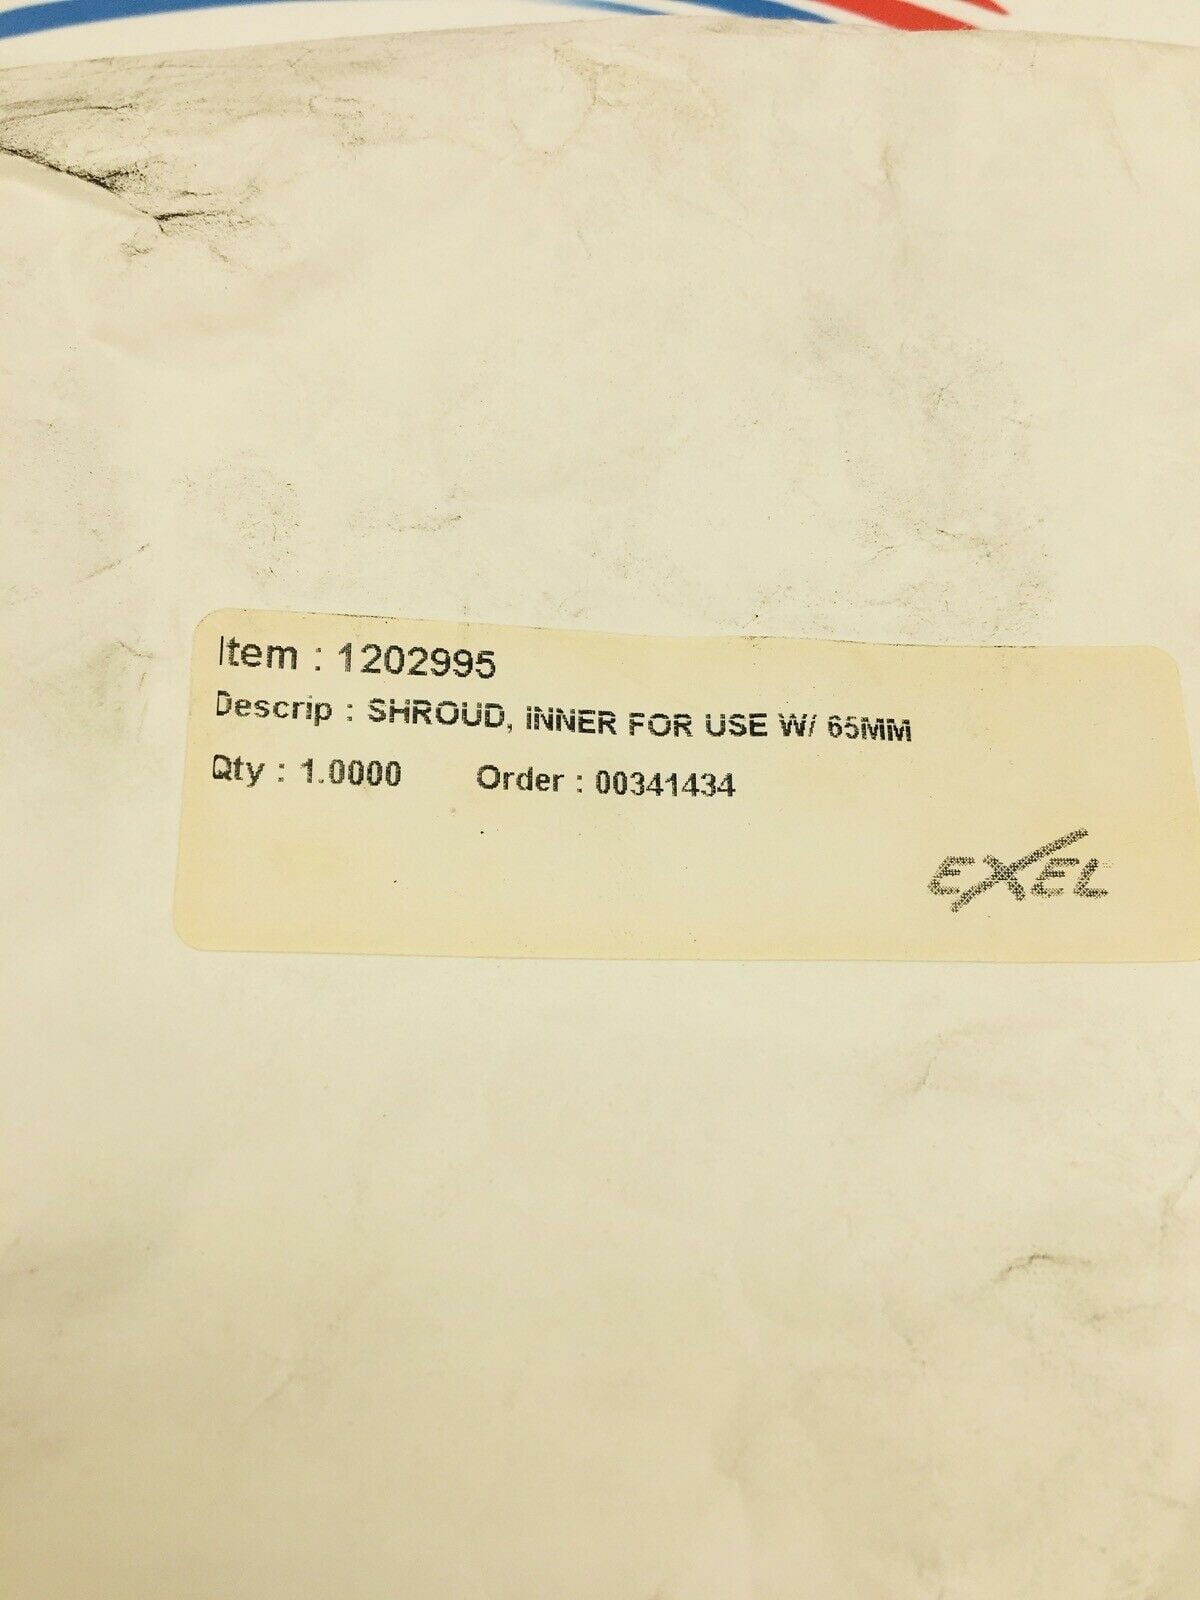 Item : 1202995
Descrip : SHROUD, INNER FOR USE W/ 65MM
Qty : 1.0000 Order : 00341434
EXEL